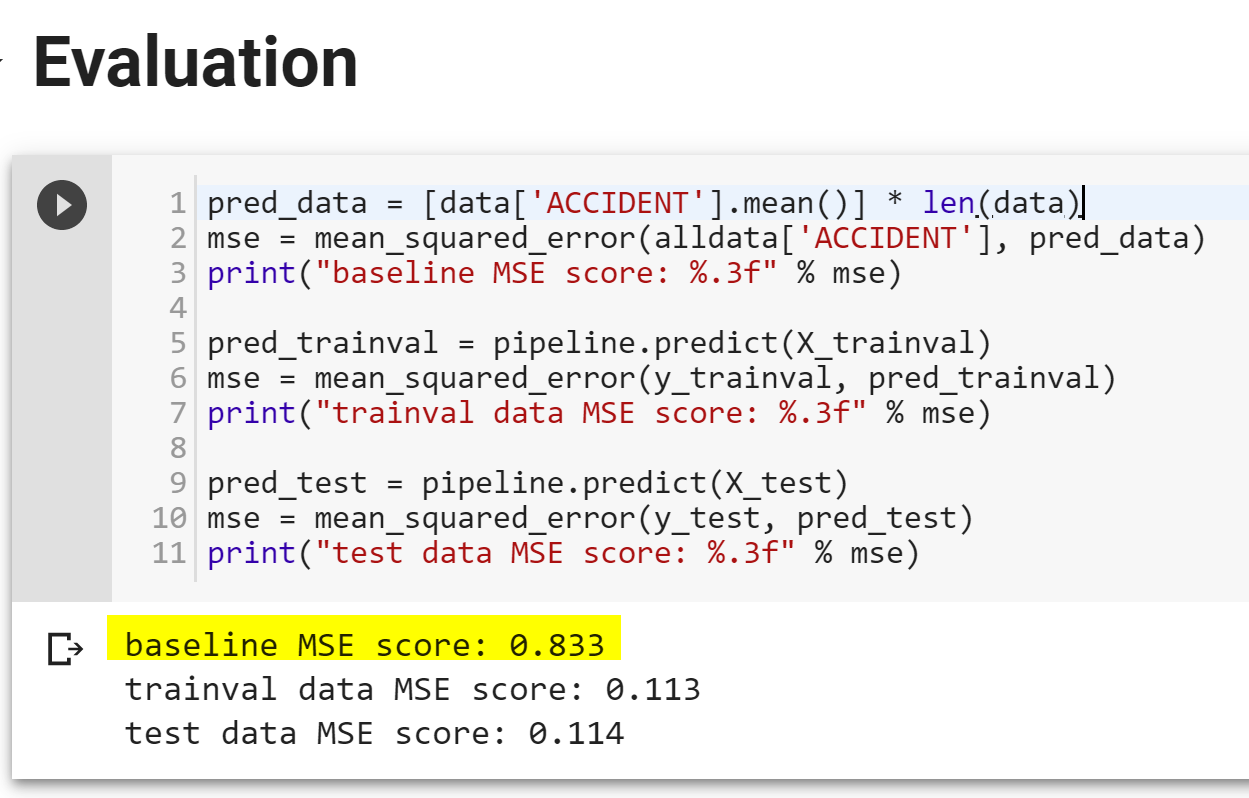 Evaluation
1 pred_data = [data['ACCIDENT'].mean()] * len(data)
2 mse = mean_squared_error(alldata['ACCIDENT'], pred_data)
3 print("baseline MSE score: %.3f" % mse)
4
5 pred_trainval = pipeline.predict(X_trainval)
6 mse = mean_squared_error(y_trainval, pred_trainval)
7 print("trainval data MSE score: %.3f" % mse)
8
9 pred_test = pipeline.predict(X_test)
10 mse = mean_squared_error(y_test, pred_test)
11 print("test data MSE score: %.3f" % mse)
baseline MSE score: 0.833
trainval data MSE score: 0.113
test data MSE score: 0.114